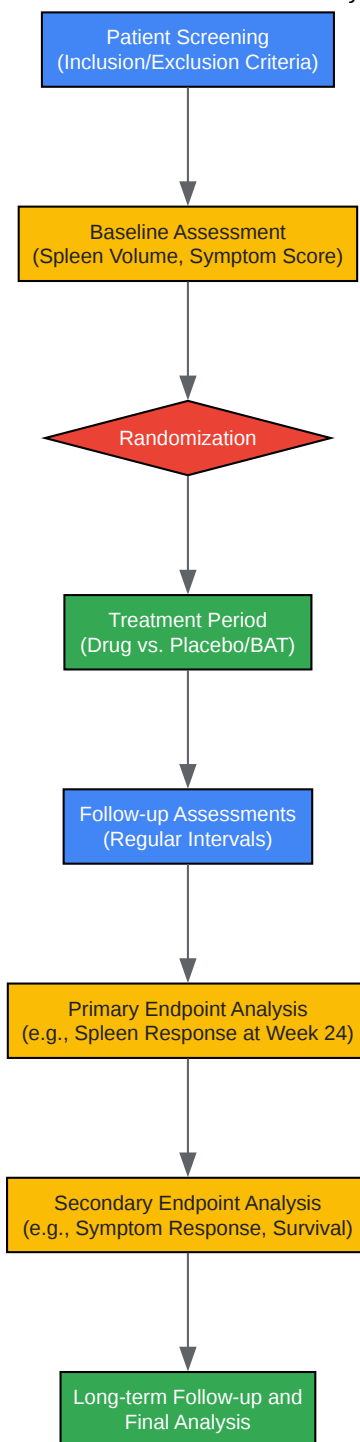 Patient Screening
(Inclusion/Exclusion Criteria)
Baseline Assessment
(Spleen Volume, Symptom Score)
Randomization
Treatment Period
(Drug vs. Placebo/BAT)
Follow-up Assessments
(Regular Intervals)
Primary Endpoint Analysis
(e.g., Spleen Response at Week 24)
Secondary Endpoint Analysis
(e.g., Symptom Response, Survival)
Long-term Follow-up and
Final Analysis